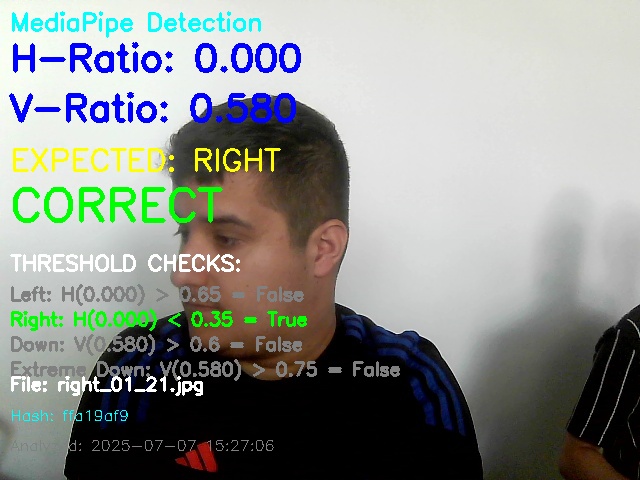 MediaPipe Detection
H-Ratio: 0.000
V-Ratio: 0.580
EXPECTED: RIGHT
CORRECT
THRESHOLD CHECKS:
Left: H(0.000) > 0.65 = False
Right: H(0.000) < 0.35 = True
Down: V(0.580) > 0.6 = False
Extreme Down: V(0.580) > 0.75 = False
File: right_01_21.jpg
Hash: ffa19af9
Analyzed: 2025-07-07 15:27:06